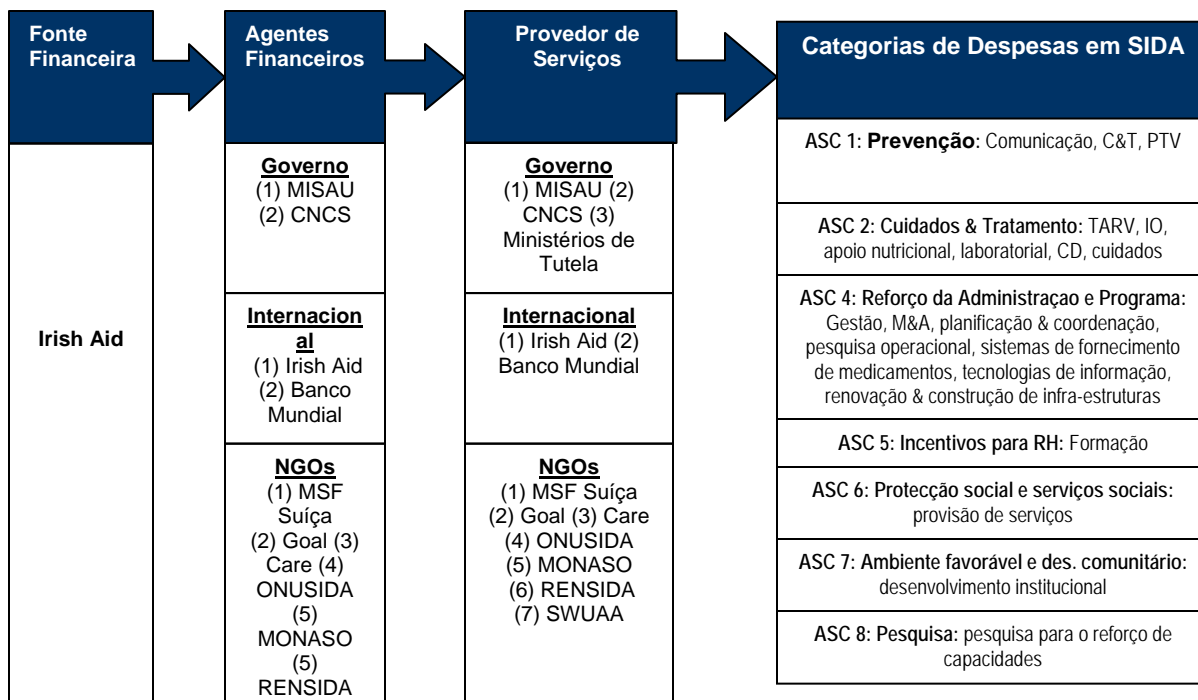 Fonte
Financeira
Agentes
Financeiros
Provedor de
Serviços
Categorias de Despesas em SIDA
Irish Aid
Governo
(1) MISAU
(2) CNCS
Internacion
al
(1) Irish Aid
(2) Banco
Mundial
NGOs
(1) MSF
Suíça
(2) Goal (3)
Care (4)
ONUSIDA
(5)
MONASO
(5)
RENSIDA
Governo
(1) MISAU (2)
CNCS (3)
Ministérios de
Tutela
Internacional
(1) Irish Aid (2)
Banco Mundial
NGOs
(1) MSF Suíça
(2) Goal (3) Care
(4) ONUSIDA
(5) MONASO
(6) RENSIDA
(7) SWUAA
ASC 1: Prevenção: Comunicação, C&T, PTV
ASC 2: Cuidados & Tratamento: TARV, IO,
apoio nutricional, laboratorial, CD, cuidados
ASC 4: Reforço da Administraçao e Programa:
Gestão, M&A, planificação & coordenação,
pesquisa operacional, sistemas de fornecimento
de medicamentos, tecnologias de informação,
renovação & construção de infra-estruturas
ASC 5: Incentivos para RH: Formação
ASC 6: Protecção social e serviços sociais:
provisão de serviços
ASC 7: Ambiente favorável e des. comunitário:
desenvolvimento institucional
ASC 8: Pesquisa: pesquisa para o reforço de
capacidades